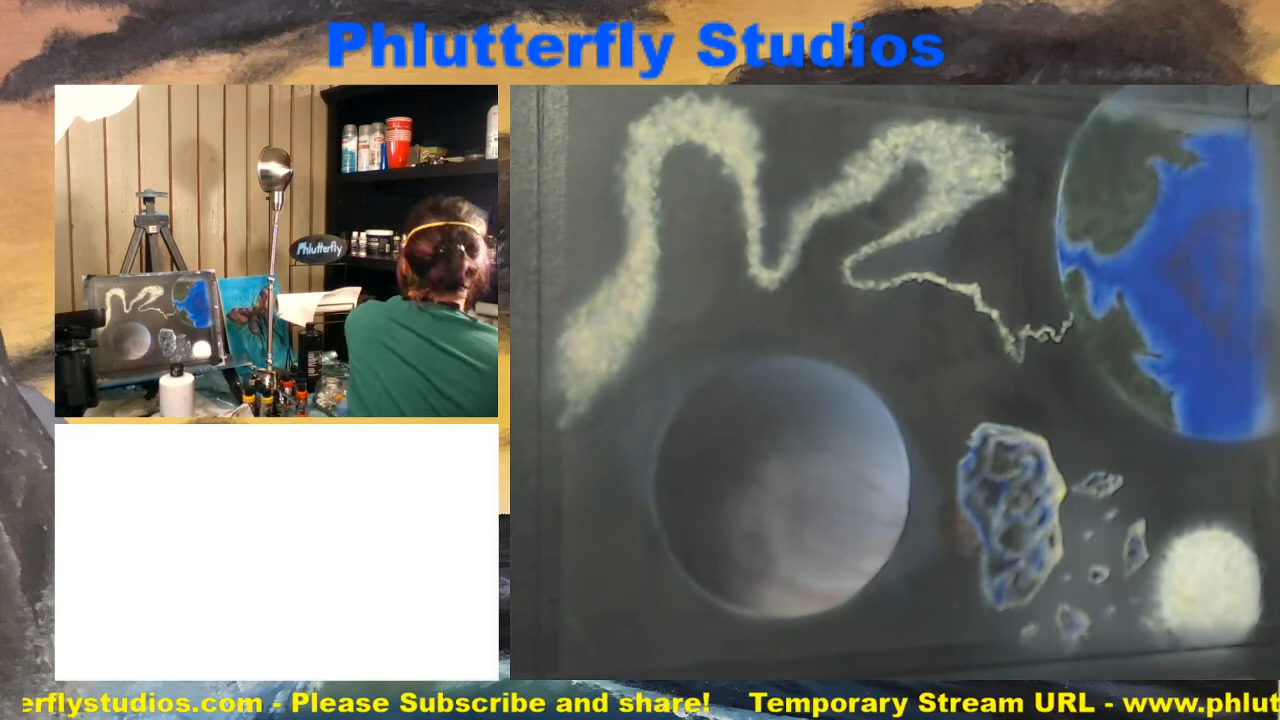 Phlutterfly Studios
Phlutterfly
erflystudios.com - Please Subscribe and share! Temporary Stream URL - www.phlut